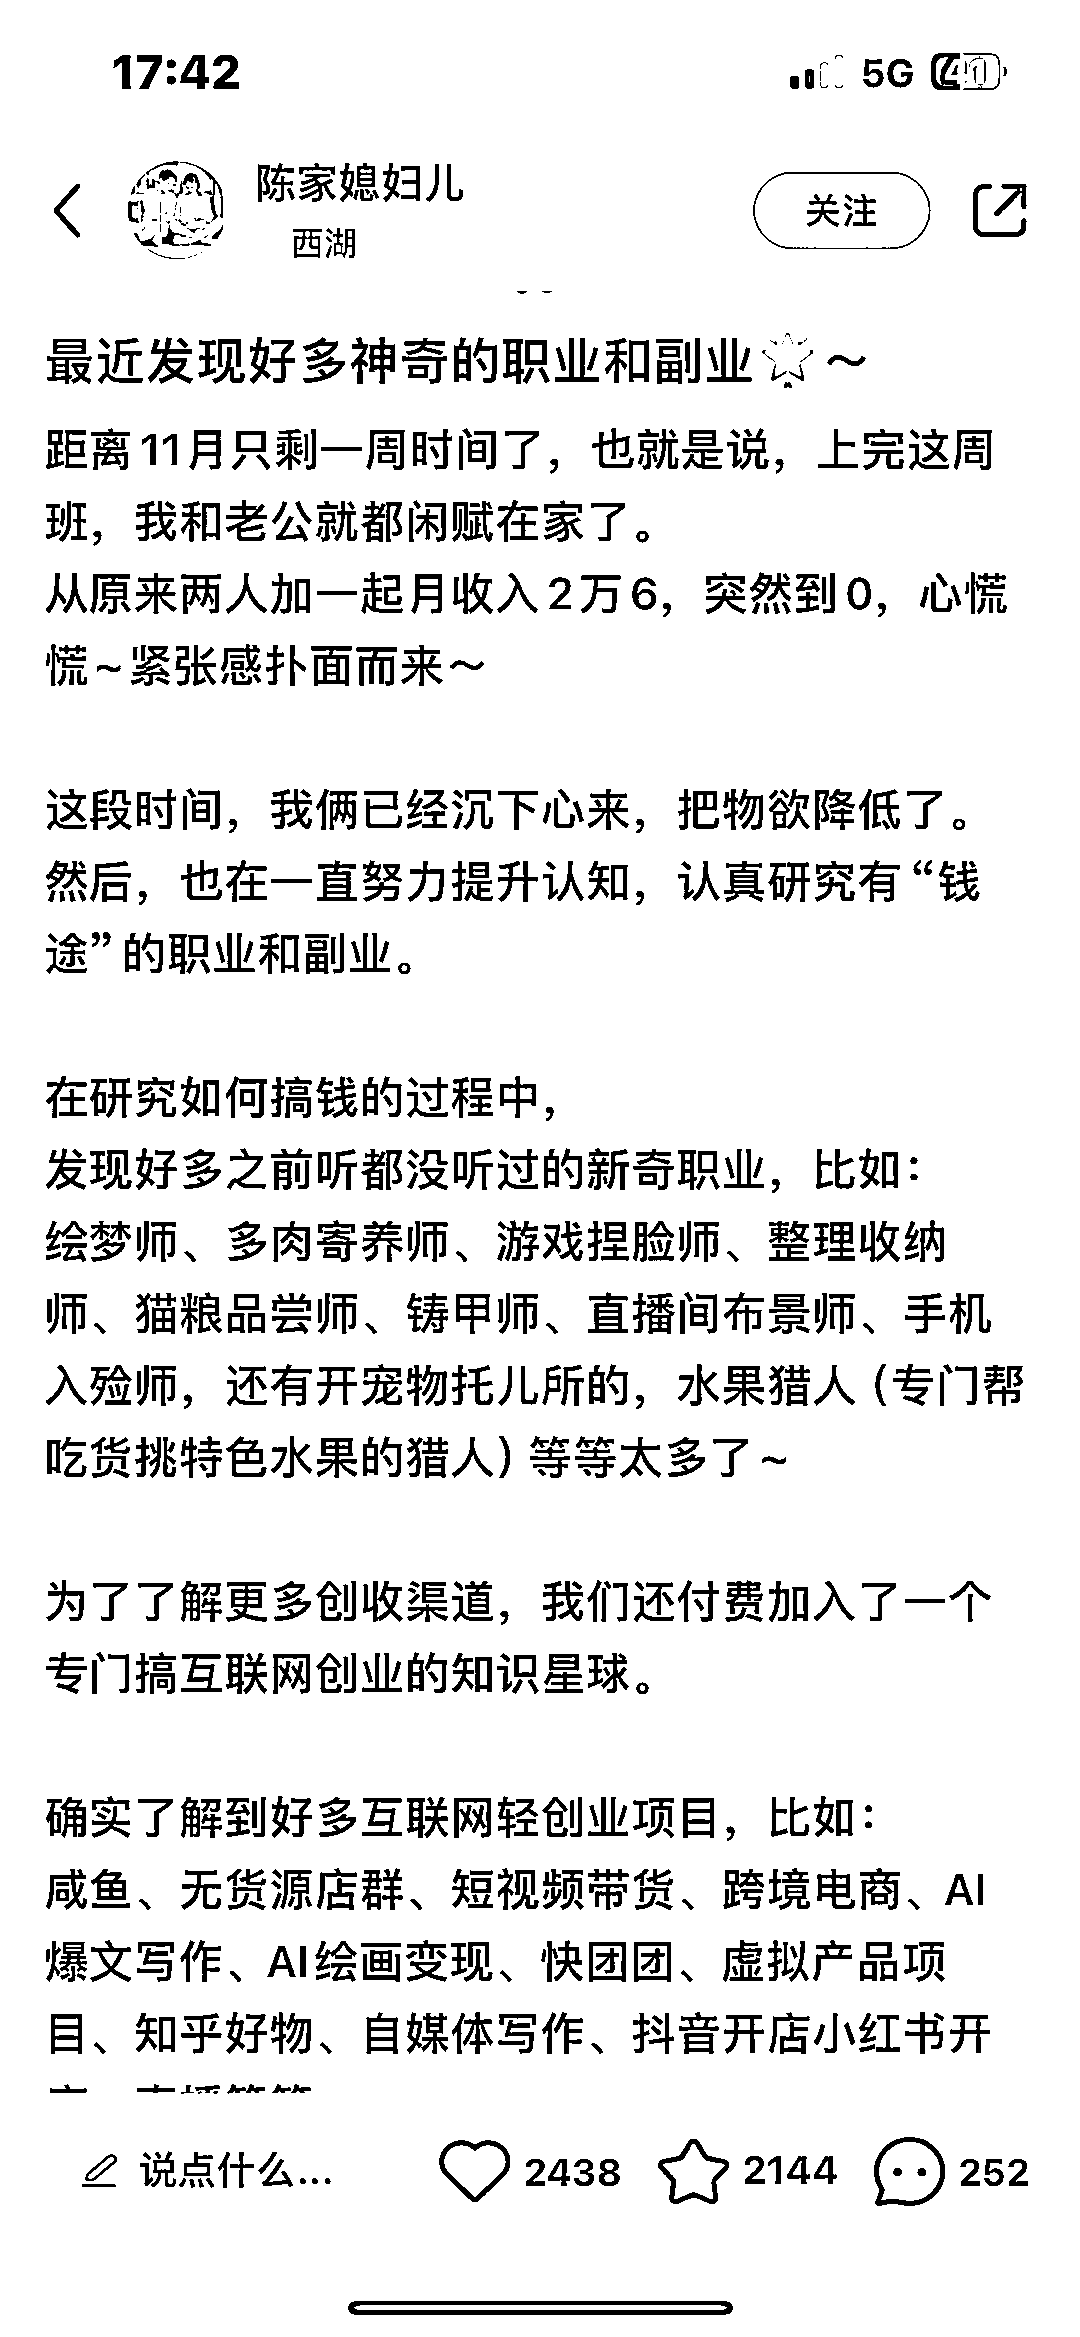 17:42
5G
陈家媳妇儿
西湖
关注
最近发现好多神奇的职业和副业🌟～
距离11月只剩一周时间了，也就是说，上完这周
班，我和老公就都闲赋在家了。
从原来两人加一起月收入2万6，突然到0，心慌
慌~紧张感扑面而来～
这段时间，我俩已经沉下心来，把物欲降低了。
然后，也在一直努力提升认知，认真研究有“钱
途”的职业和副业。
在研究如何搞钱的过程中，
发现好多之前听都没听过的新奇职业，比如：
绘梦师、多肉寄养师、游戏捏脸师、整理收纳
师、猫粮品尝师、铸甲师、直播间布景师、手机
入殓师，还有开宠物托儿所的，水果猎人（专门帮
吃货挑特色水果的猎人）等等太多了~
为了了解更多创收渠道，我们还付费加入了一个
专门搞互联网创业的知识星球。
确实了解到好多互联网轻创业项目，比如：
咸鱼、无货源店群、短视频带货、跨境电商、AI
爆文写作、AI绘画变现、快团团、虚拟产品项
目、知乎好物、自媒体写作、抖音开店小红书开
说点什么...
2438
2144
252